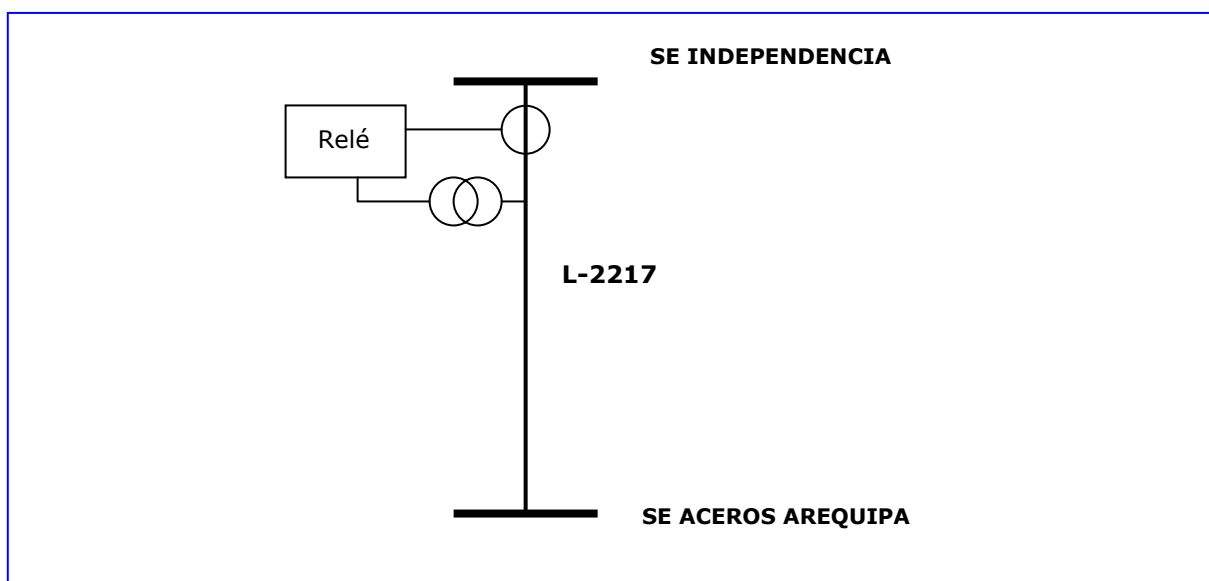 SE INDEPENDENCIA
Relé
L-2217
SE ACEROS AREQUIPA